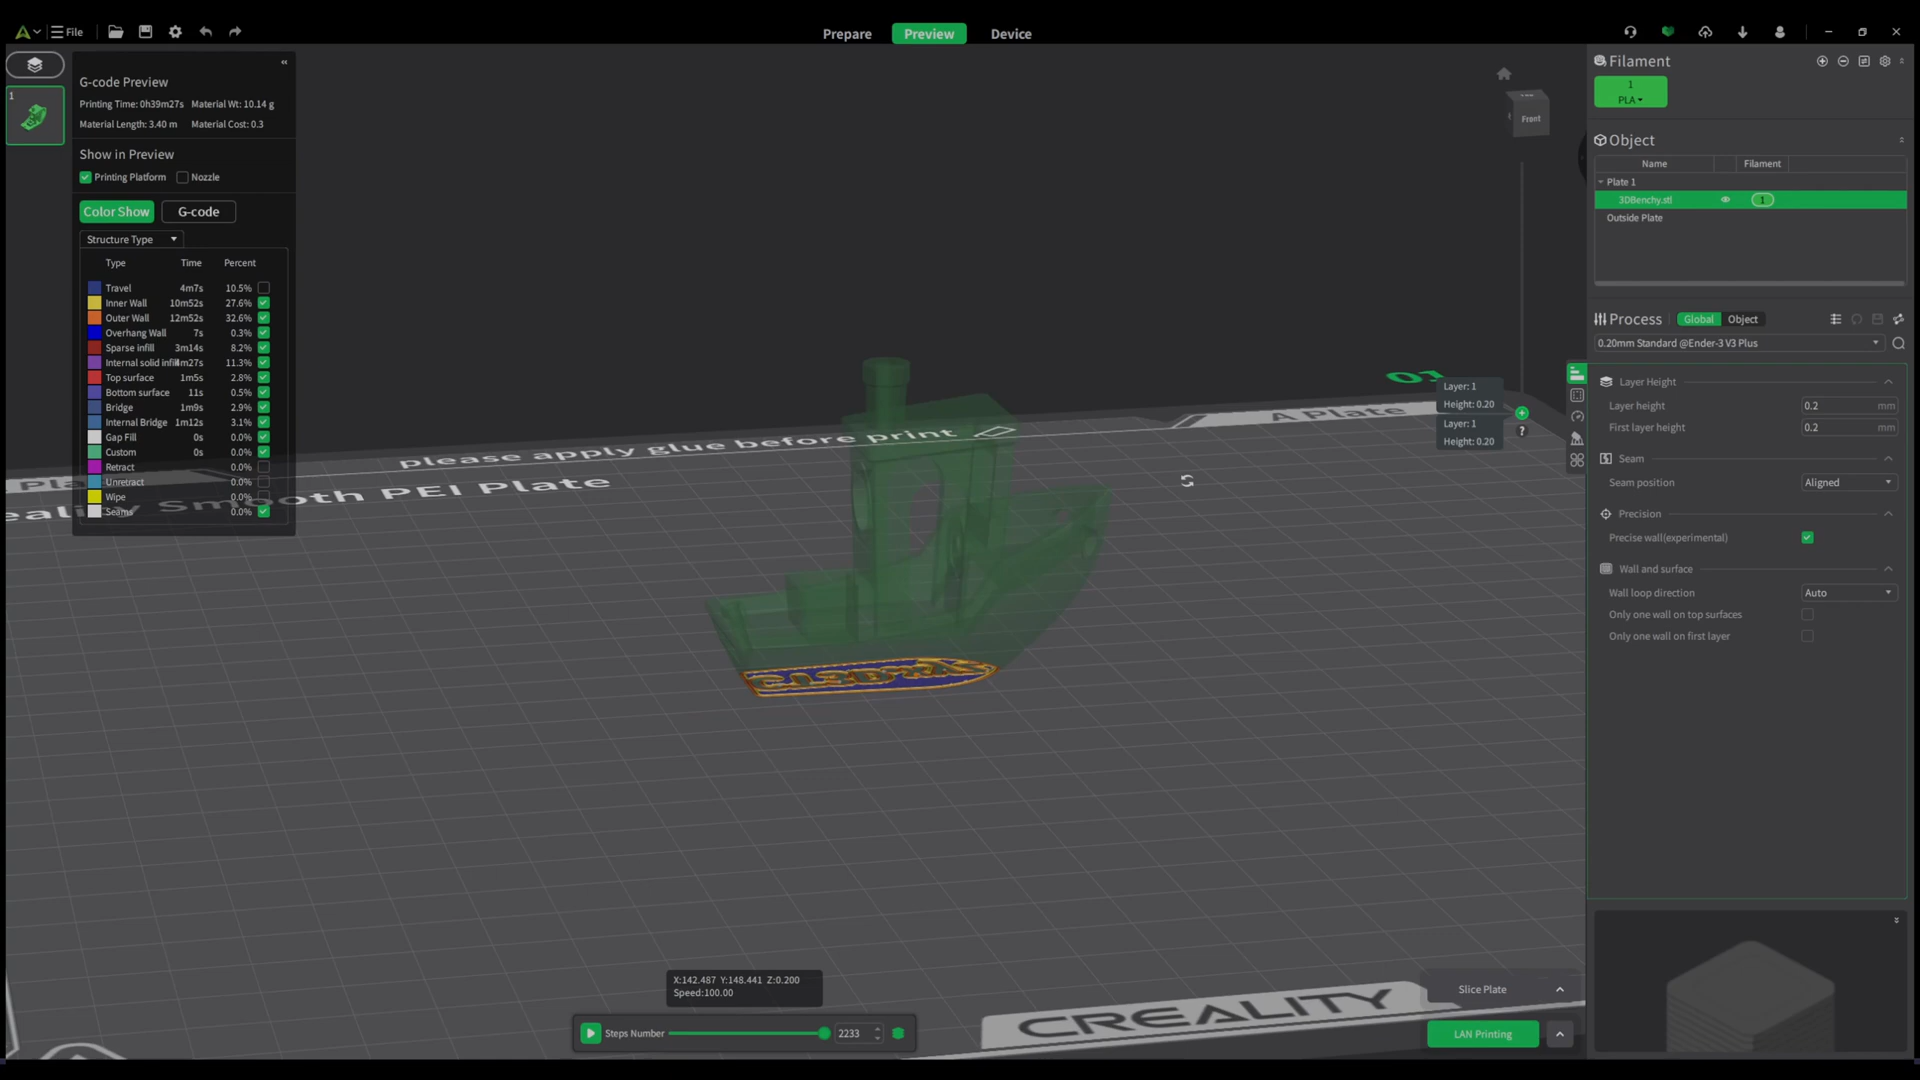 File
Prepare
Preview
Device
1
G-code Preview
Printing Time: 0h39m27s Material Wt: 10.14 g
Material Length: 3.40 m Material Cost: 0.3
Show in Preview
Printing Platform
Nozzle
Color Show
G-code
Structure Type
Type Time Percent
Travel 4m7s 10.5%
Inner Wall 10m52s 27.6%
Outer Wall 12m52s 32.6%
Overhang Wall 7s 0.3%
Sparse infill 3m14s 8.2%
Internal solid infill 4m27s 11.3%
Top surface 1m5s 2.8%
Bottom surface 11s 0.5%
Bridge 1m9s 2.9%
Internal Bridge 1m12s 3.1%
Gap Fill 0s 0.0%
Custom 0s 0.0%
Retract 0.0%
Unretract 0.0%
Wipe 0.0%
Seams 0.0%
please apply glue before print
Smooth PEI Plate
A Plate
01
Front
Layer: 1
Height: 0.20
Layer: 1
Height: 0.20
?
X:142.487 Y:148.441 Z:0.200
Speed:100.00
Steps Number 2233
CREALITY
Slice Plate
LAN Printing
Filament
1
PLA
Object
Name Filament
Plate 1
3DBenchy.stl 1
Outside Plate
Process Global Object
0.20mm Standard @Ender-3 V3 Plus
Layer Height
Layer height 0.2 mm
First layer height 0.2 mm
Seam
Seam position Aligned
Precision
Precise wall(experimental)
Wall and surface
Wall loop direction Auto
Only one wall on top surfaces
Only one wall on first layer